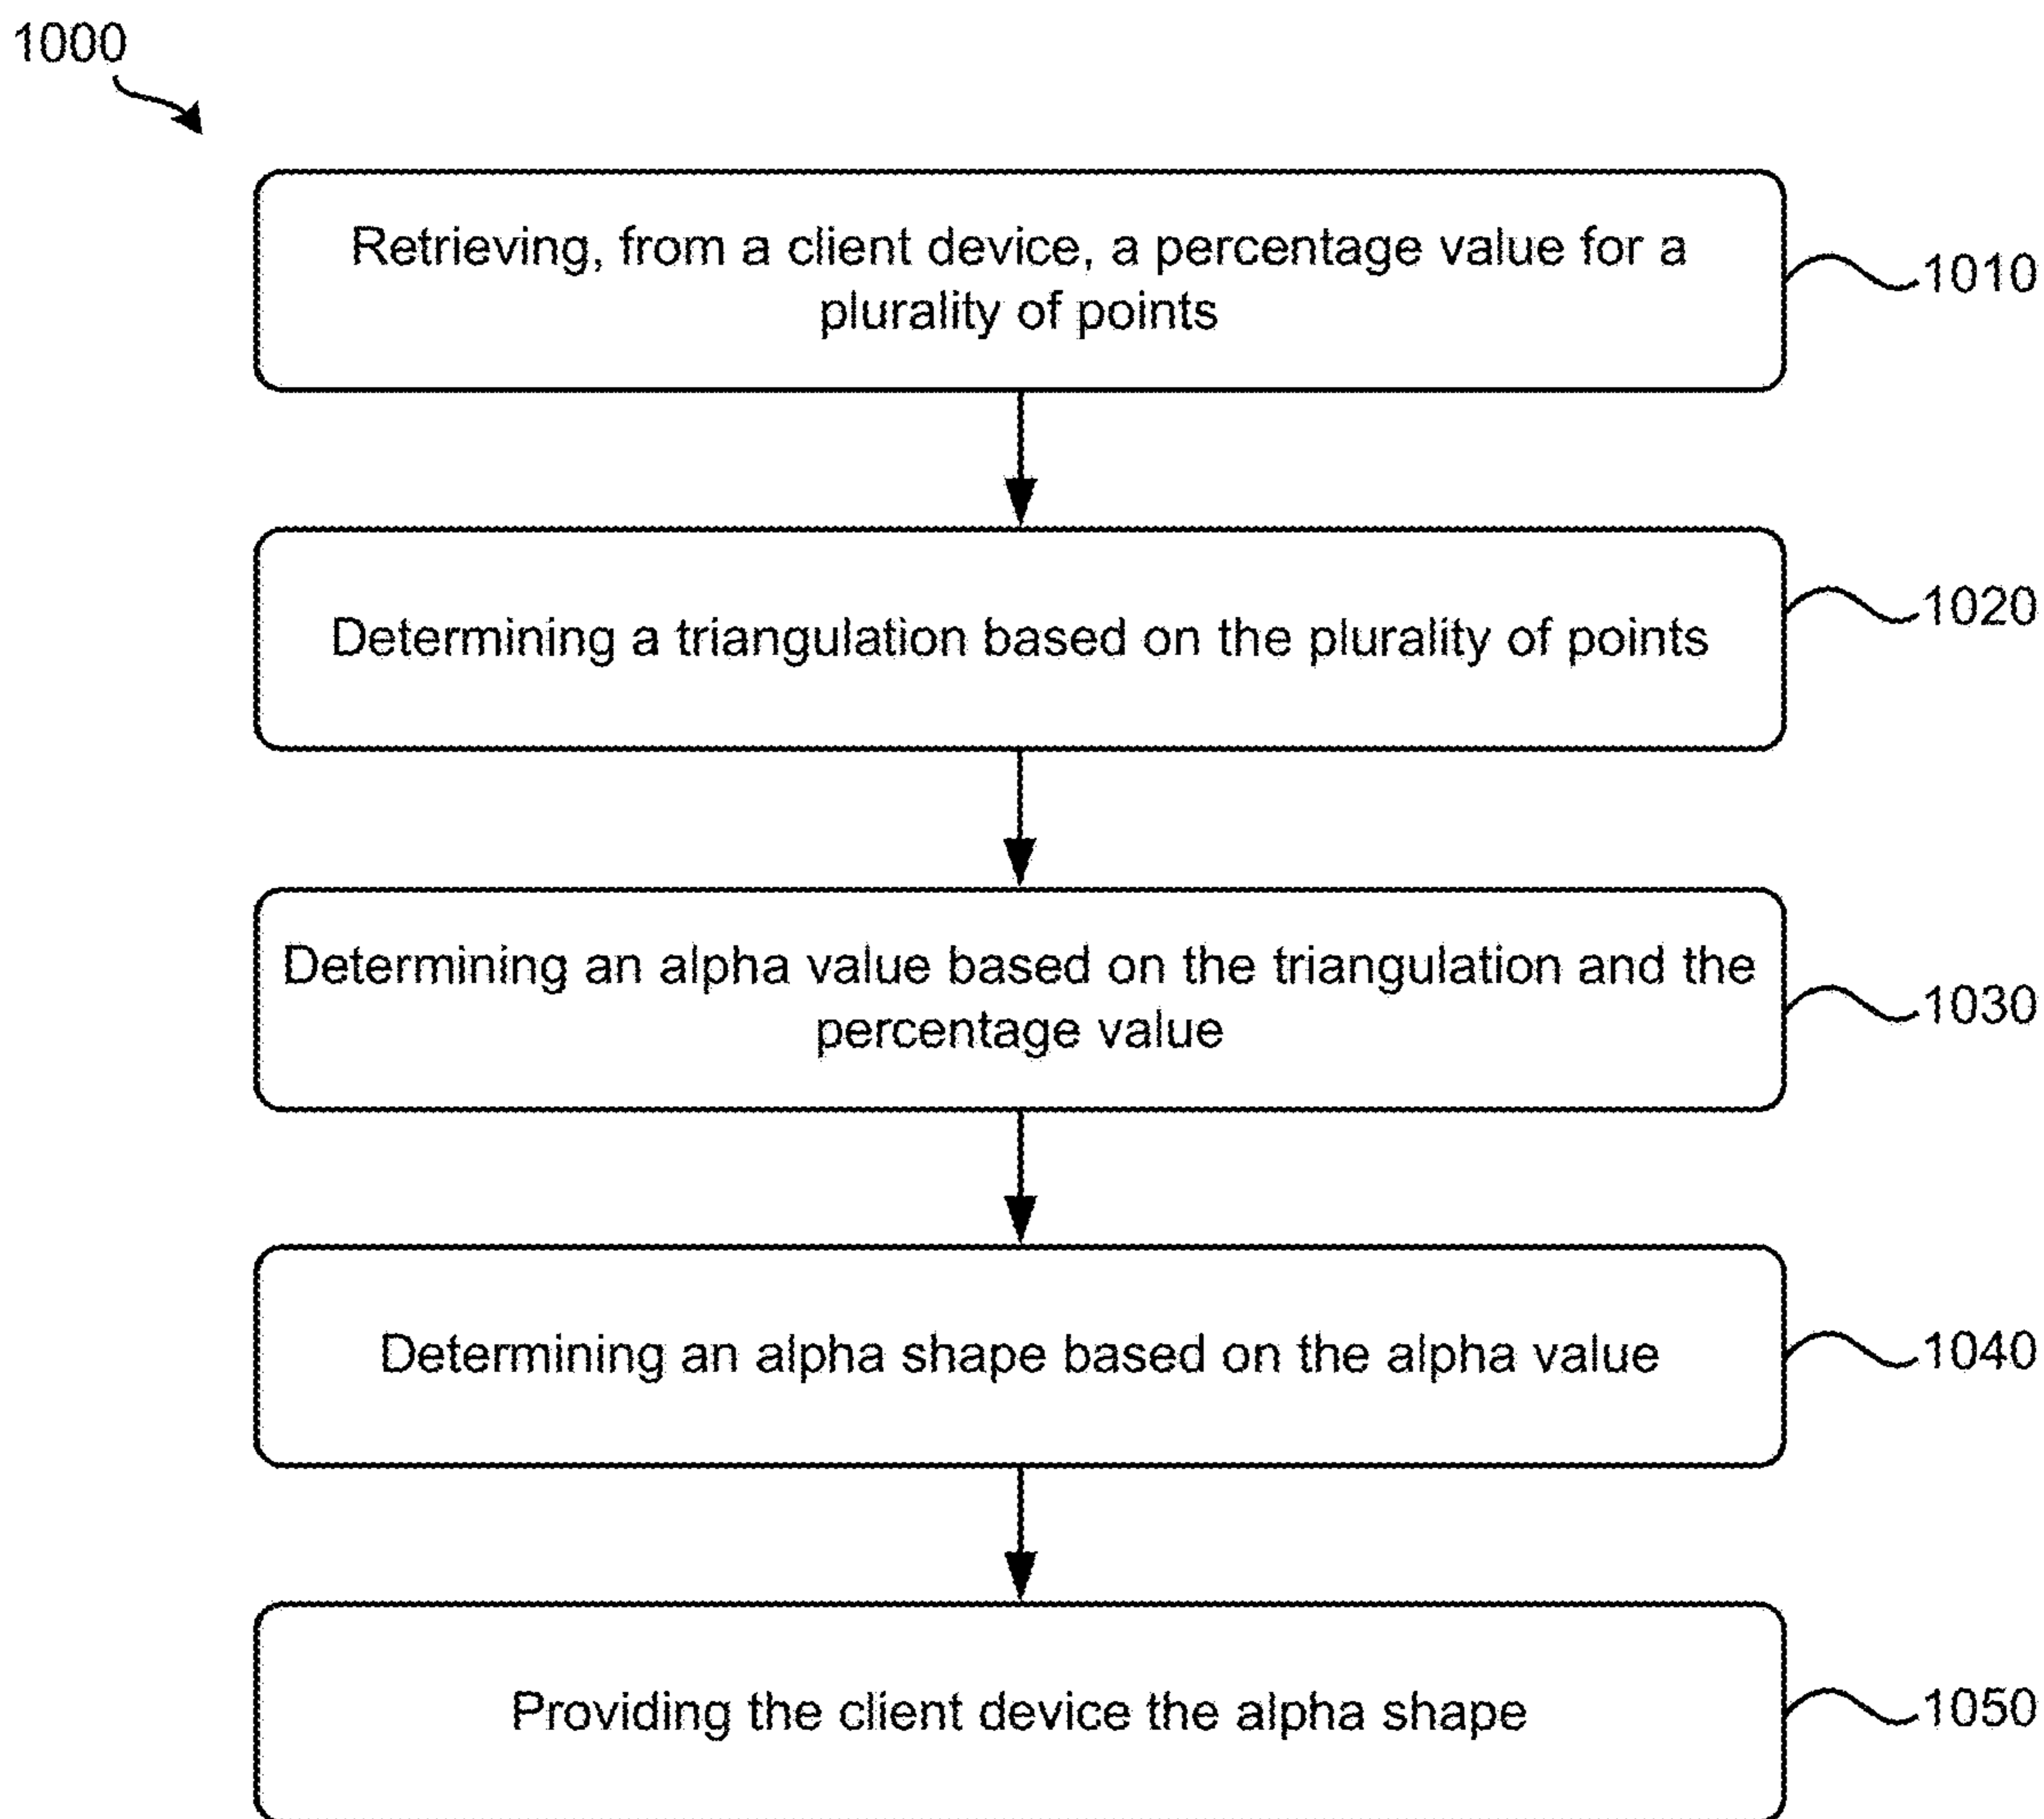 1000
Retrieving, from a client device, a percentage value for a
plurality of points
1010
Determining a triangulation based on the plurality of points
1020
Determining an alpha value based on the triangulation and the
percentage value
1030
Determining an alpha shape based on the alpha value
1040
Providing the client device the alpha shape
1050